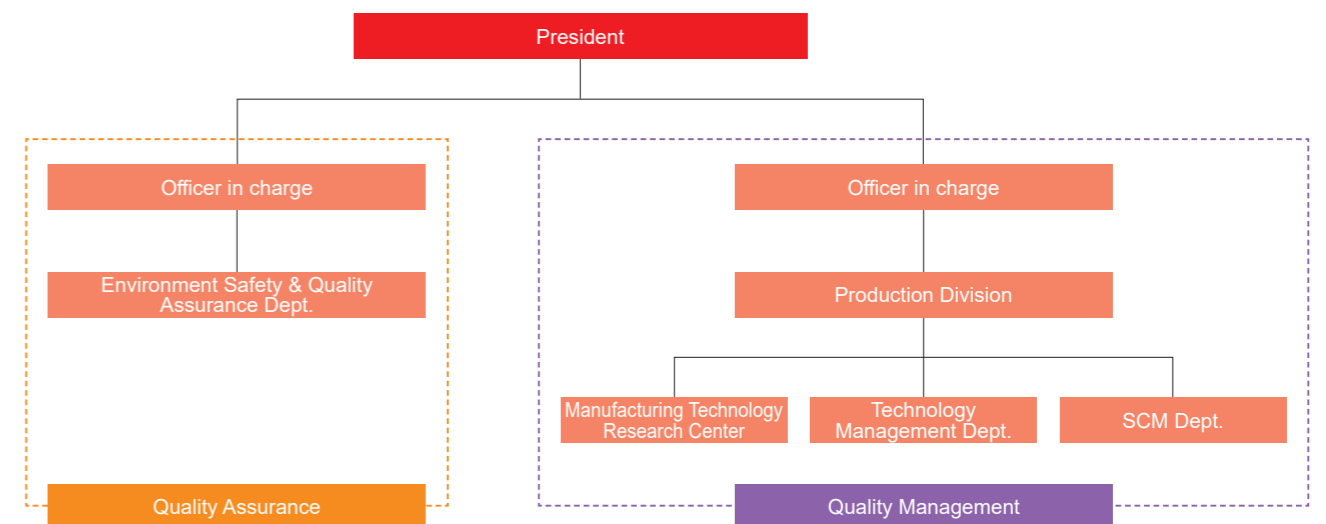 President
Officer in charge
Officer in charge
Environment Safety & Quality
Assurance Dept.
Production Division
Manufacturing Technology
Research Center
Technology
Management Dept.
SCM Dept.
Quality Assurance
Quality Management